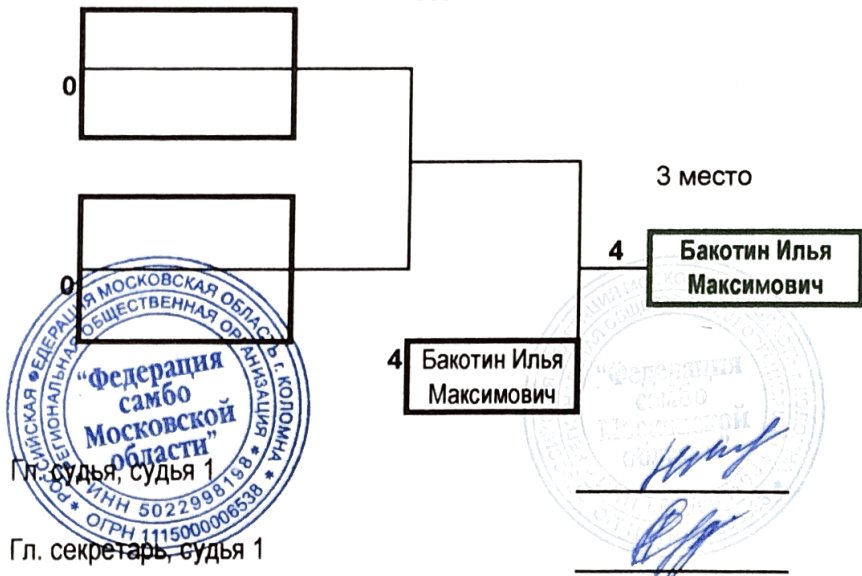 0
3 место
0
4 Бакотин Илья
Максимович
4 Бакотин Илья
Максимович
РОССИЙСКАЯ ФЕДЕРАЦИЯ МОСКОВСКАЯ ОБЛАСТЬ г. КОЛОМНА
РЕГИОНАЛЬНАЯ ОБЩЕСТВЕННАЯ ОРГАНИЗАЦИЯ
"Федерация
самбо
Московской
области"
ИНН 5022998198
ОГРН 1115000006538
Гл. судья, судья 1
Гл. секретарь, судья 1